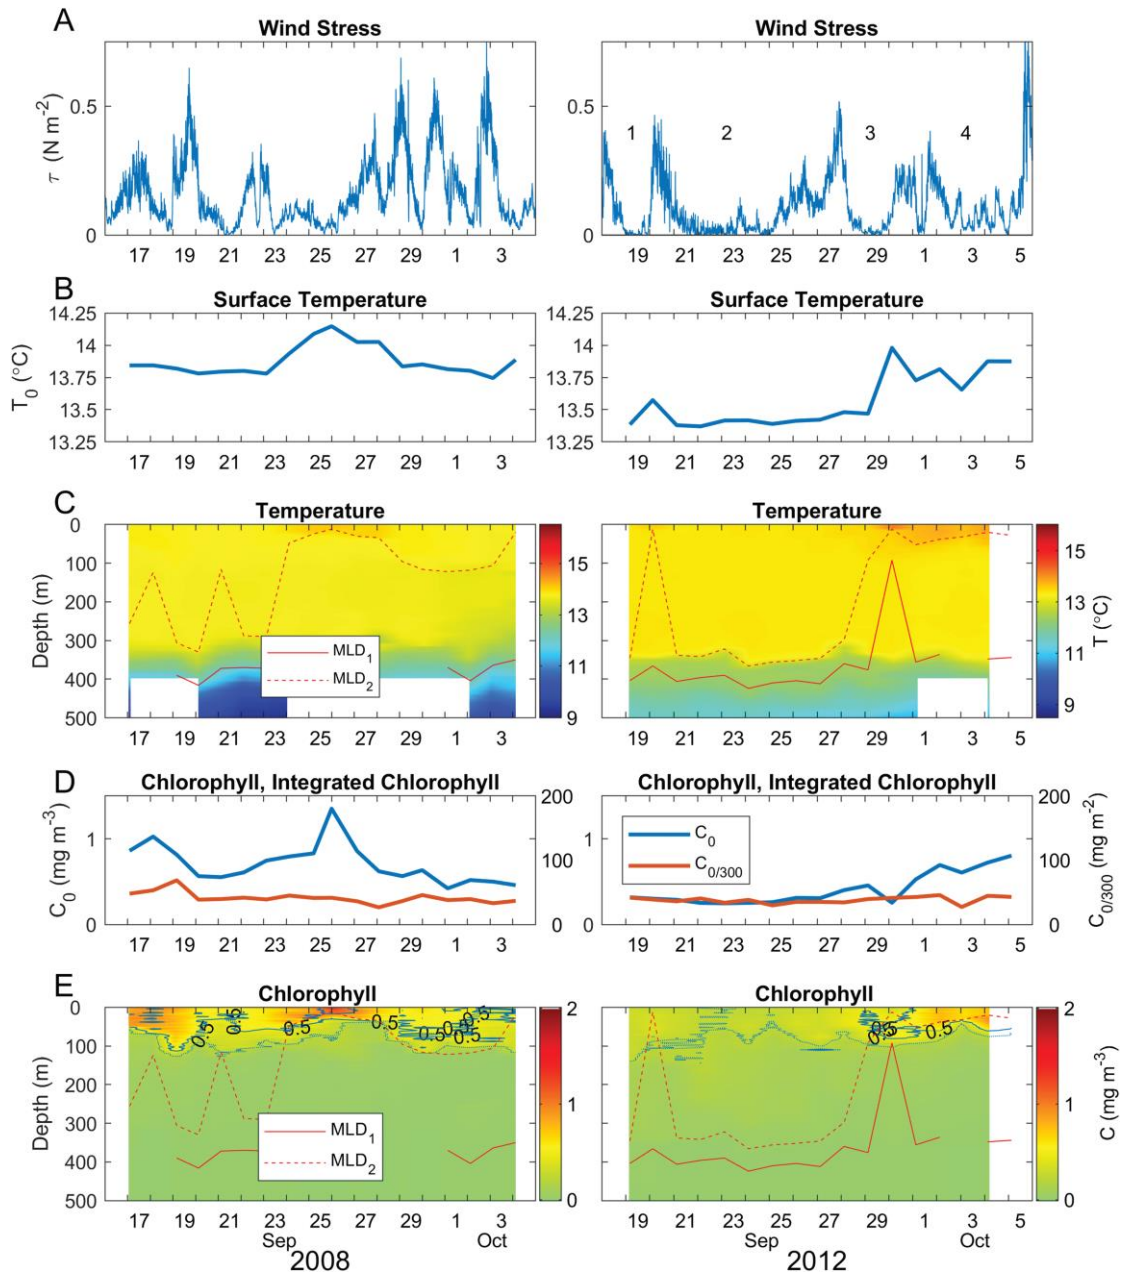 A
Wind Stress
Wind Stress
τ (N m-2)
0.5
0
0.5
0
1
2
3
4
17 19 21 23 25 27 29 1 3
19 21 23 25 27 29 1 3 5
B
Surface Temperature
Surface Temperature
T0 (°C)
14.25
14
13.75
13.5
13.25
14.25
14
13.75
13.5
13.25
17 19 21 23 25 27 29 1 3
19 21 23 25 27 29 1 3 5
C
Temperature
Temperature
Depth (m)
0
100
200
300
400
500
MLD1
MLD2
15
13
11
9
15
13
11
9
T (°C)
17 19 21 23 25 27 29 1 3
19 21 23 25 27 29 1 3 5
D
Chlorophyll, Integrated Chlorophyll
Chlorophyll, Integrated Chlorophyll
C0 (mg m-3)
1
0
200
100
0
1
0
200
100
0
C0
C0/300
C0/300 (mg m-2)
17 19 21 23 25 27 29 1 3
19 21 23 25 27 29 1 3 5
E
Chlorophyll
Chlorophyll
Depth (m)
0
100
200
300
400
500
0.5
0.5
0.5
0.5
0.5
0.5
0.5
0.5
0.5
0.5
MLD1
MLD2
2
1
0
2
1
0
C (mg m-3)
17 19 21 23 25 27 29 1 3
19 21 23 25 27 29 1 3 5
Sep Oct
Sep Oct
2008
2012